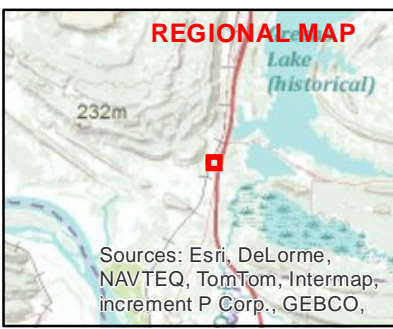 REGIONAL MAP
Lake
(historical)
232m
Sources: Esri, DeLorme,
NAVTEQ, TomTom, Intermap,
increment P Corp., GEBCO,